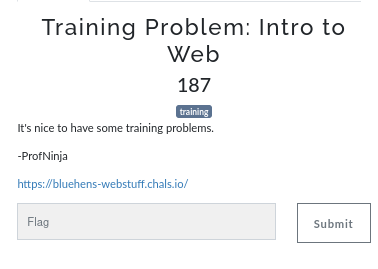 Training Problem: Intro to
Web
187
training
It's nice to have some training problems.
-ProfNinja
https://bluehens-webstuff.chals.io/
Flag
Submit